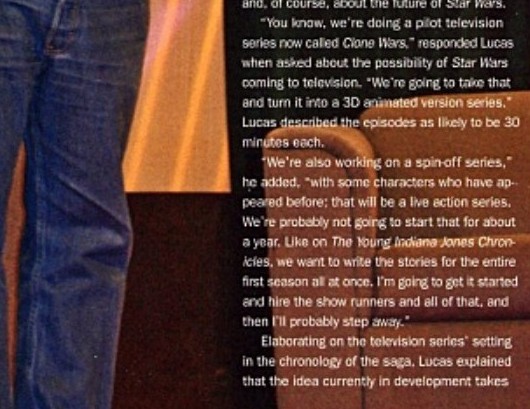 and, of course, about the future of Star Wars.
"You know, we're doing a pilot television
series now called Clone Wars," responded Lucas
when asked about the possibility of Star Wars
coming to television. "We're going to take that
and turn it into a 3D animated version series."
Lucas described the episodes as likely to be 30
minutes each.
"We're also working on a spin-off series,"
he added, "with some characters who have ap-
peared before; that will be a live action series.
We're probably not going to start that for about
a year. Like on The Young Indiana Jones Chron-
icles, we want to write the stories for the entire
first season all at once. I'm going to get it started
and hire the show runners and all of that, and
then I'll probably step away."
Elaborating on the television series' setting
in the chronology of the saga, Lucas explained
that the idea currently in development takes